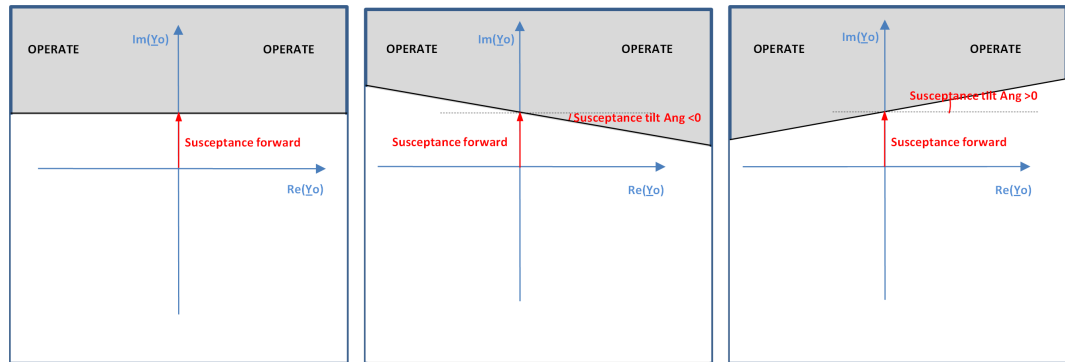 Im(Yo)
OPERATE OPERATE
Susceptance forward
Re(Yo)
Im(Yo)
OPERATE OPERATE
Susceptance tilt Ang <0
Susceptance forward
Re(Yo)
Im(Yo)
OPERATE OPERATE
Susceptance tilt Ang >0
Susceptance forward
Re(Yo)